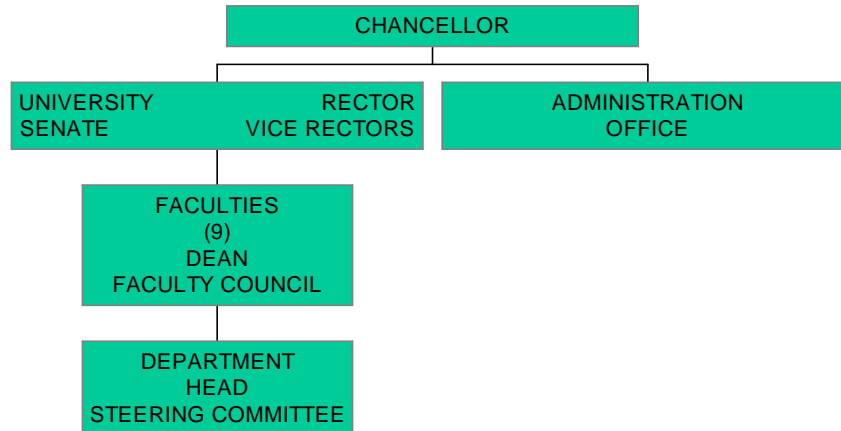 CHANCELLOR
UNIVERSITY RECTOR
SENATE VICE RECTORS
ADMINISTRATION
OFFICE
FACULTIES
(9)
DEAN
FACULTY COUNCIL
DEPARTMENT
HEAD
STEERING COMMITTEE